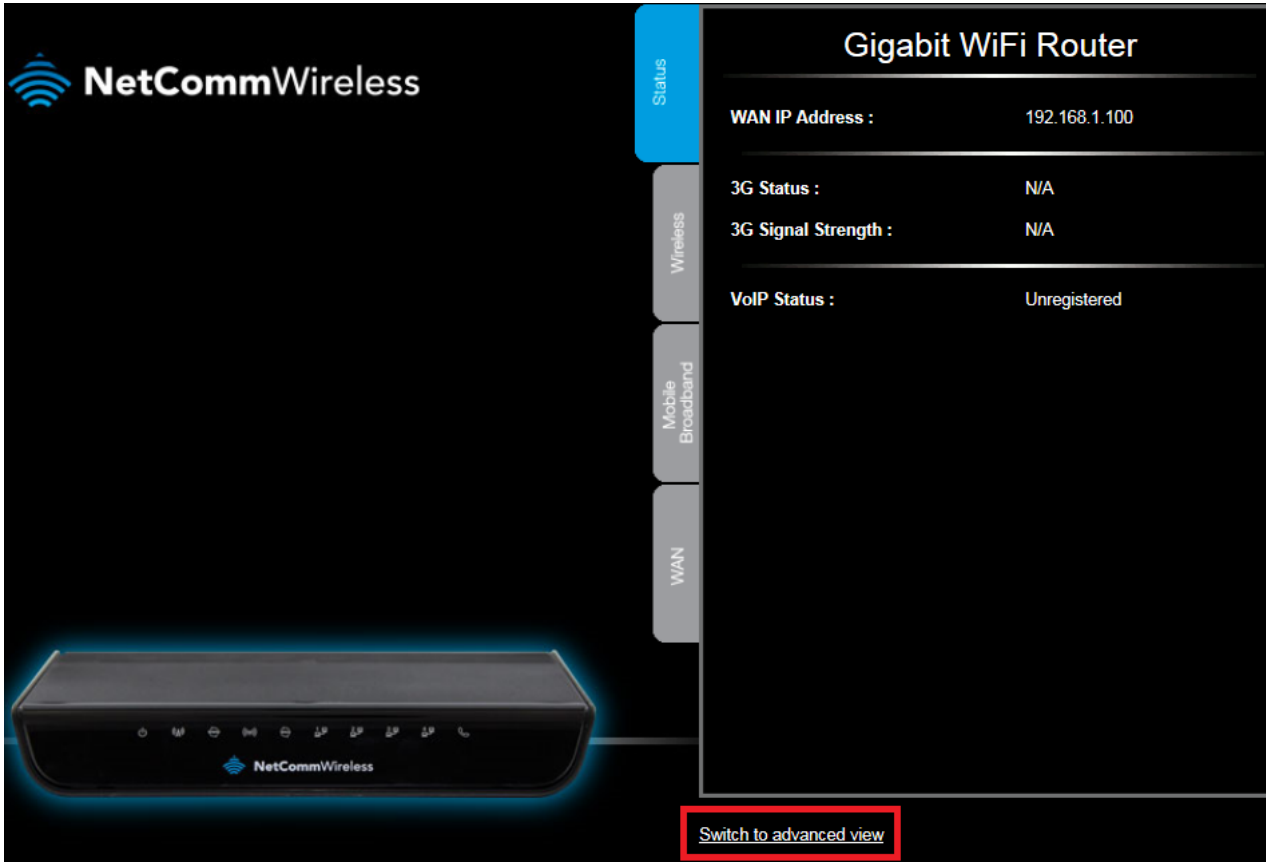 NetCommWireless
Status
Wireless
Mobile
Broadband
WAN
Gigabit WiFi Router
WAN IP Address : 192.168.1.100
3G Status : N/A
3G Signal Strength : N/A
VoIP Status : Unregistered
NetCommWireless
Switch to advanced view